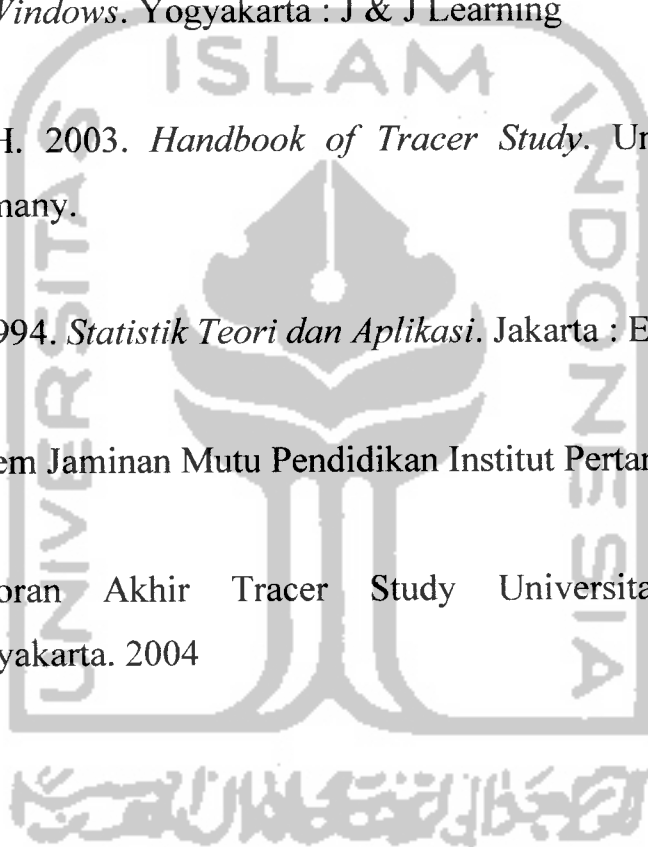 Windows. Yogyakarta : J & J Learning
H. 2003. Handbook of Tracer Study. Un
many.
994. Statistik Teori dan Aplikasi. Jakarta : E
em Jaminan Mutu Pendidikan Institut Pertan
oran Akhir Tracer Study Universita
yakarta. 2004
ISLAM
UNIVERSITAS
INDONESIA